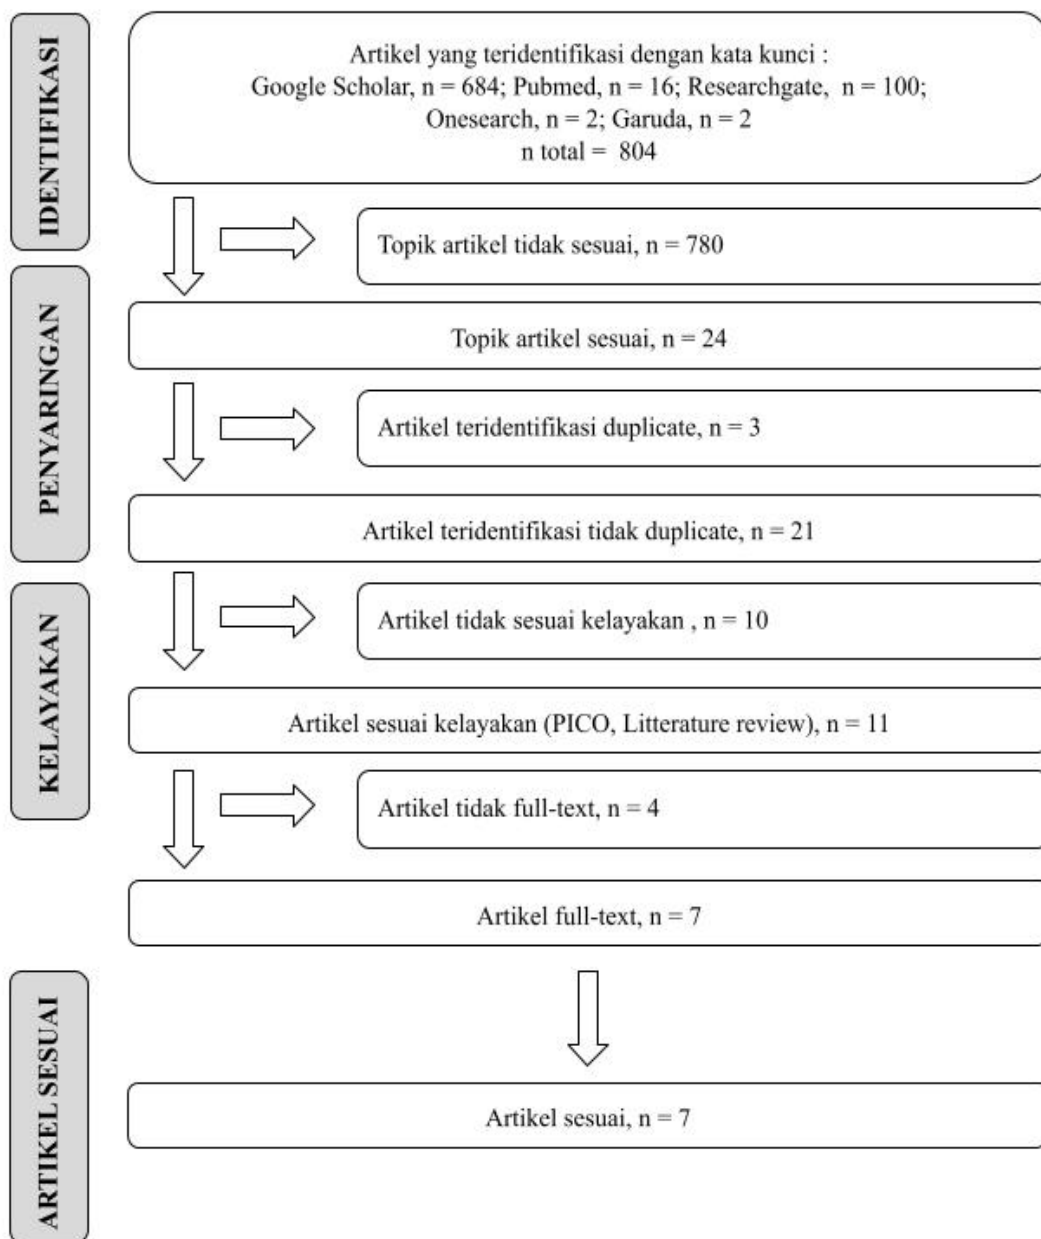 IDENTIFIKASI
Artikel yang teridentifikasi dengan kata kunci :
Google Scholar, n = 684; Pubmed, n = 16; Researchgate, n = 100;
Onesearch, n = 2; Garuda, n = 2
n total = 804
Topik artikel tidak sesuai, n = 780
PENYARINGAN
Topik artikel sesuai, n = 24
Artikel teridentifikasi duplicate, n = 3
Artikel teridentifikasi tidak duplicate, n = 21
KELAYAKAN
Artikel tidak sesuai kelayakan , n = 10
Artikel sesuai kelayakan (PICO, Litterature review), n = 11
Artikel tidak full-text, n = 4
Artikel full-text, n = 7
ARTIKEL SESUAI
Artikel sesuai, n = 7